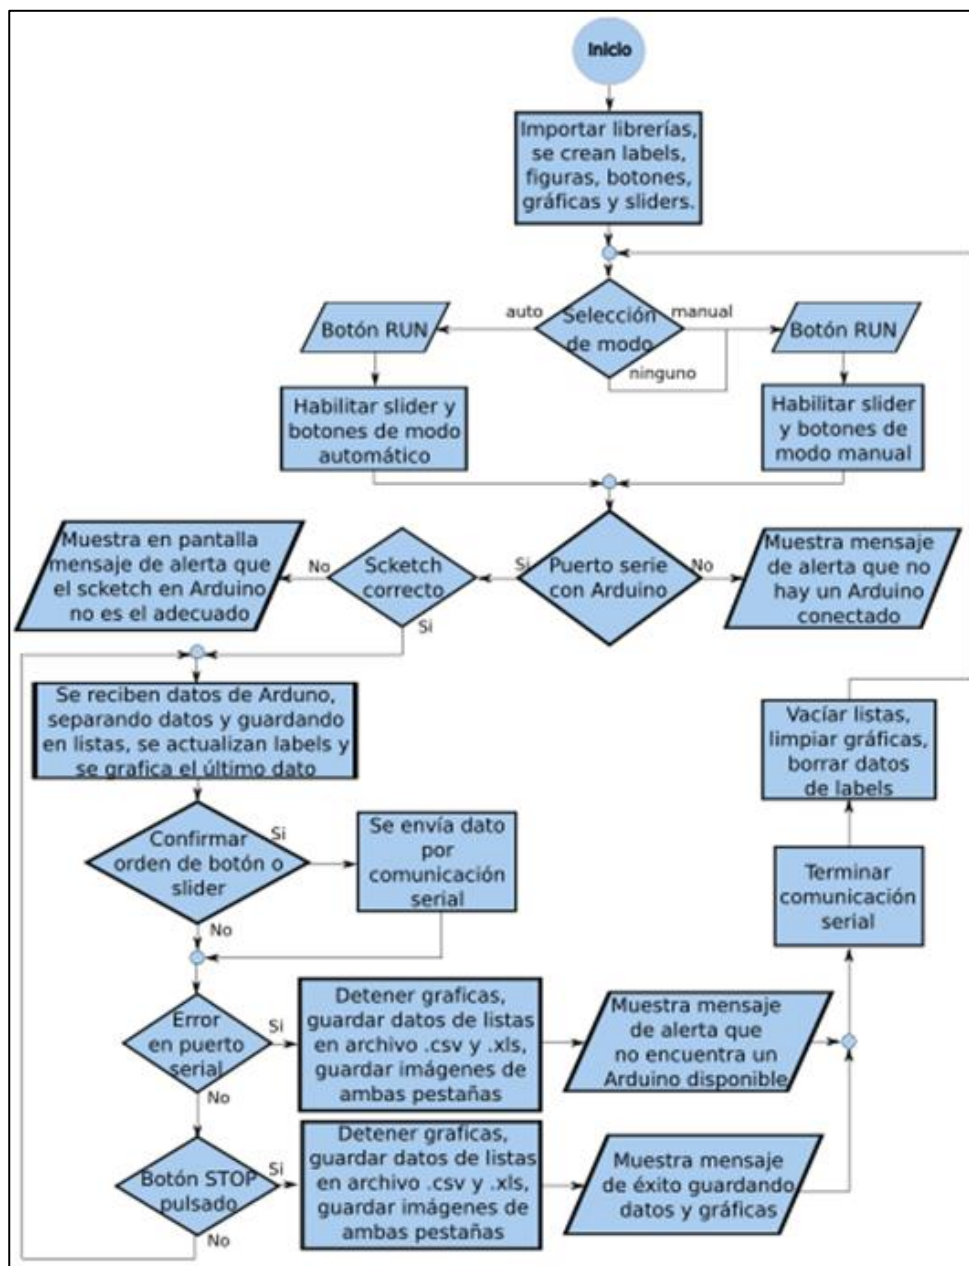 Inicio
Importar librerías,
se crean labels,
figuras, botones,
gráficas y sliders.
auto
Selección
de modo
manual
ninguno
Botón RUN
Botón RUN
Habilitar slider y
botones de modo
automático
Habilitar slider
y botones de
modo manual
Muestra en pantalla
mensaje de alerta que
el scketch en Arduino
no es el adecuado
No
Scketch
correcto
Si
Si
Puerto serie
con Arduino
No
Muestra mensaje
de alerta que no
hay un Arduino
conectado
Se reciben datos de Arduno,
separando datos y guardando
en listas, se actualizan labels y
se grafica el último dato
Vacíar listas,
limpiar gráficas,
borrar datos
de labels
Confirmar
orden de botón o
slider
Si
No
Se envía dato
por
comunicación
serial
Terminar
comunicación
serial
Error
en puerto
serial
Si
No
Detener graficas,
guardar datos de listas
en archivo .csv y .xls,
guardar imágenes de
ambas pestañas
Muestra mensaje
de alerta que
no encuentra un
Arduino disponible
Botón STOP
pulsado
Si
No
Detener graficas,
guardar datos de listas
en archivo .csv y .xls,
guardar imágenes de
ambas pestañas
Muestra mensaje
de éxito guardando
datos y gráficas